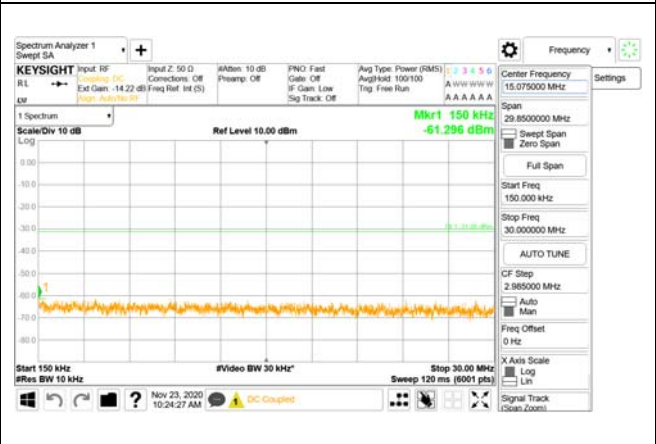 Spectrum Analyzer 1
Swept SA
Frequency
KEYSIGHT
RL
Input: RF
Coupling: DC
Ext Gain: -14.22 dB
Align: Auto/No RF
Input Z: 50 Ω
Corrections: Off
Freq Ref: Int (S)
#Atten: 10 dB
Preamp: Off
PNO: Fast
Gate: Off
IF Gain: Low
Sig Track: Off
Avg Type: Power (RMS)
Avg|Hold: 100/100
Trig: Free Run
1 2 3 4 5 6
A W W W W W
A A A A A A
1 Spectrum
Scale/Div 10 dB
Log
Ref Level 10.00 dBm
Mkr1 150 kHz
-61.296 dBm
0.00
-10.0
-20.0
-30.0
-40.0
-50.0
-60.0
-70.0
-80.0
1
Start 150 kHz
#Res BW 10 kHz
#Video BW 30 kHz*
Stop 30.00 MHz
Sweep 120 ms (6001 pts)
Nov 23, 2020
10:24:27 AM
DC Coupled
Settings
Center Frequency
15.075000 MHz
Span
29.8500000 MHz
Swept Span
Zero Span
Full Span
Start Freq
150.000 kHz
Stop Freq
30.000000 MHz
AUTO TUNE
CF Step
2.985000 MHz
Auto
Man
Freq Offset
0 Hz
X Axis Scale
Log
Lin
Signal Track
(Span Zoom)